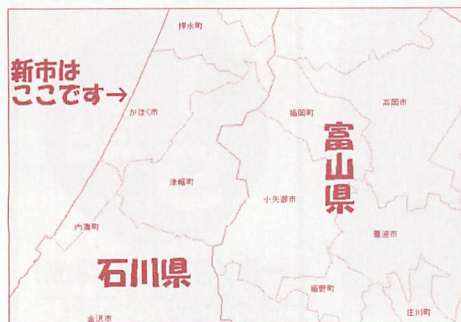 押水町
新市は
ここです→
かほく市
福岡町
高岡市
富山県
津幡町
小矢部市
内灘町
砺波市
石川県
福野町
庄川町
金沢市